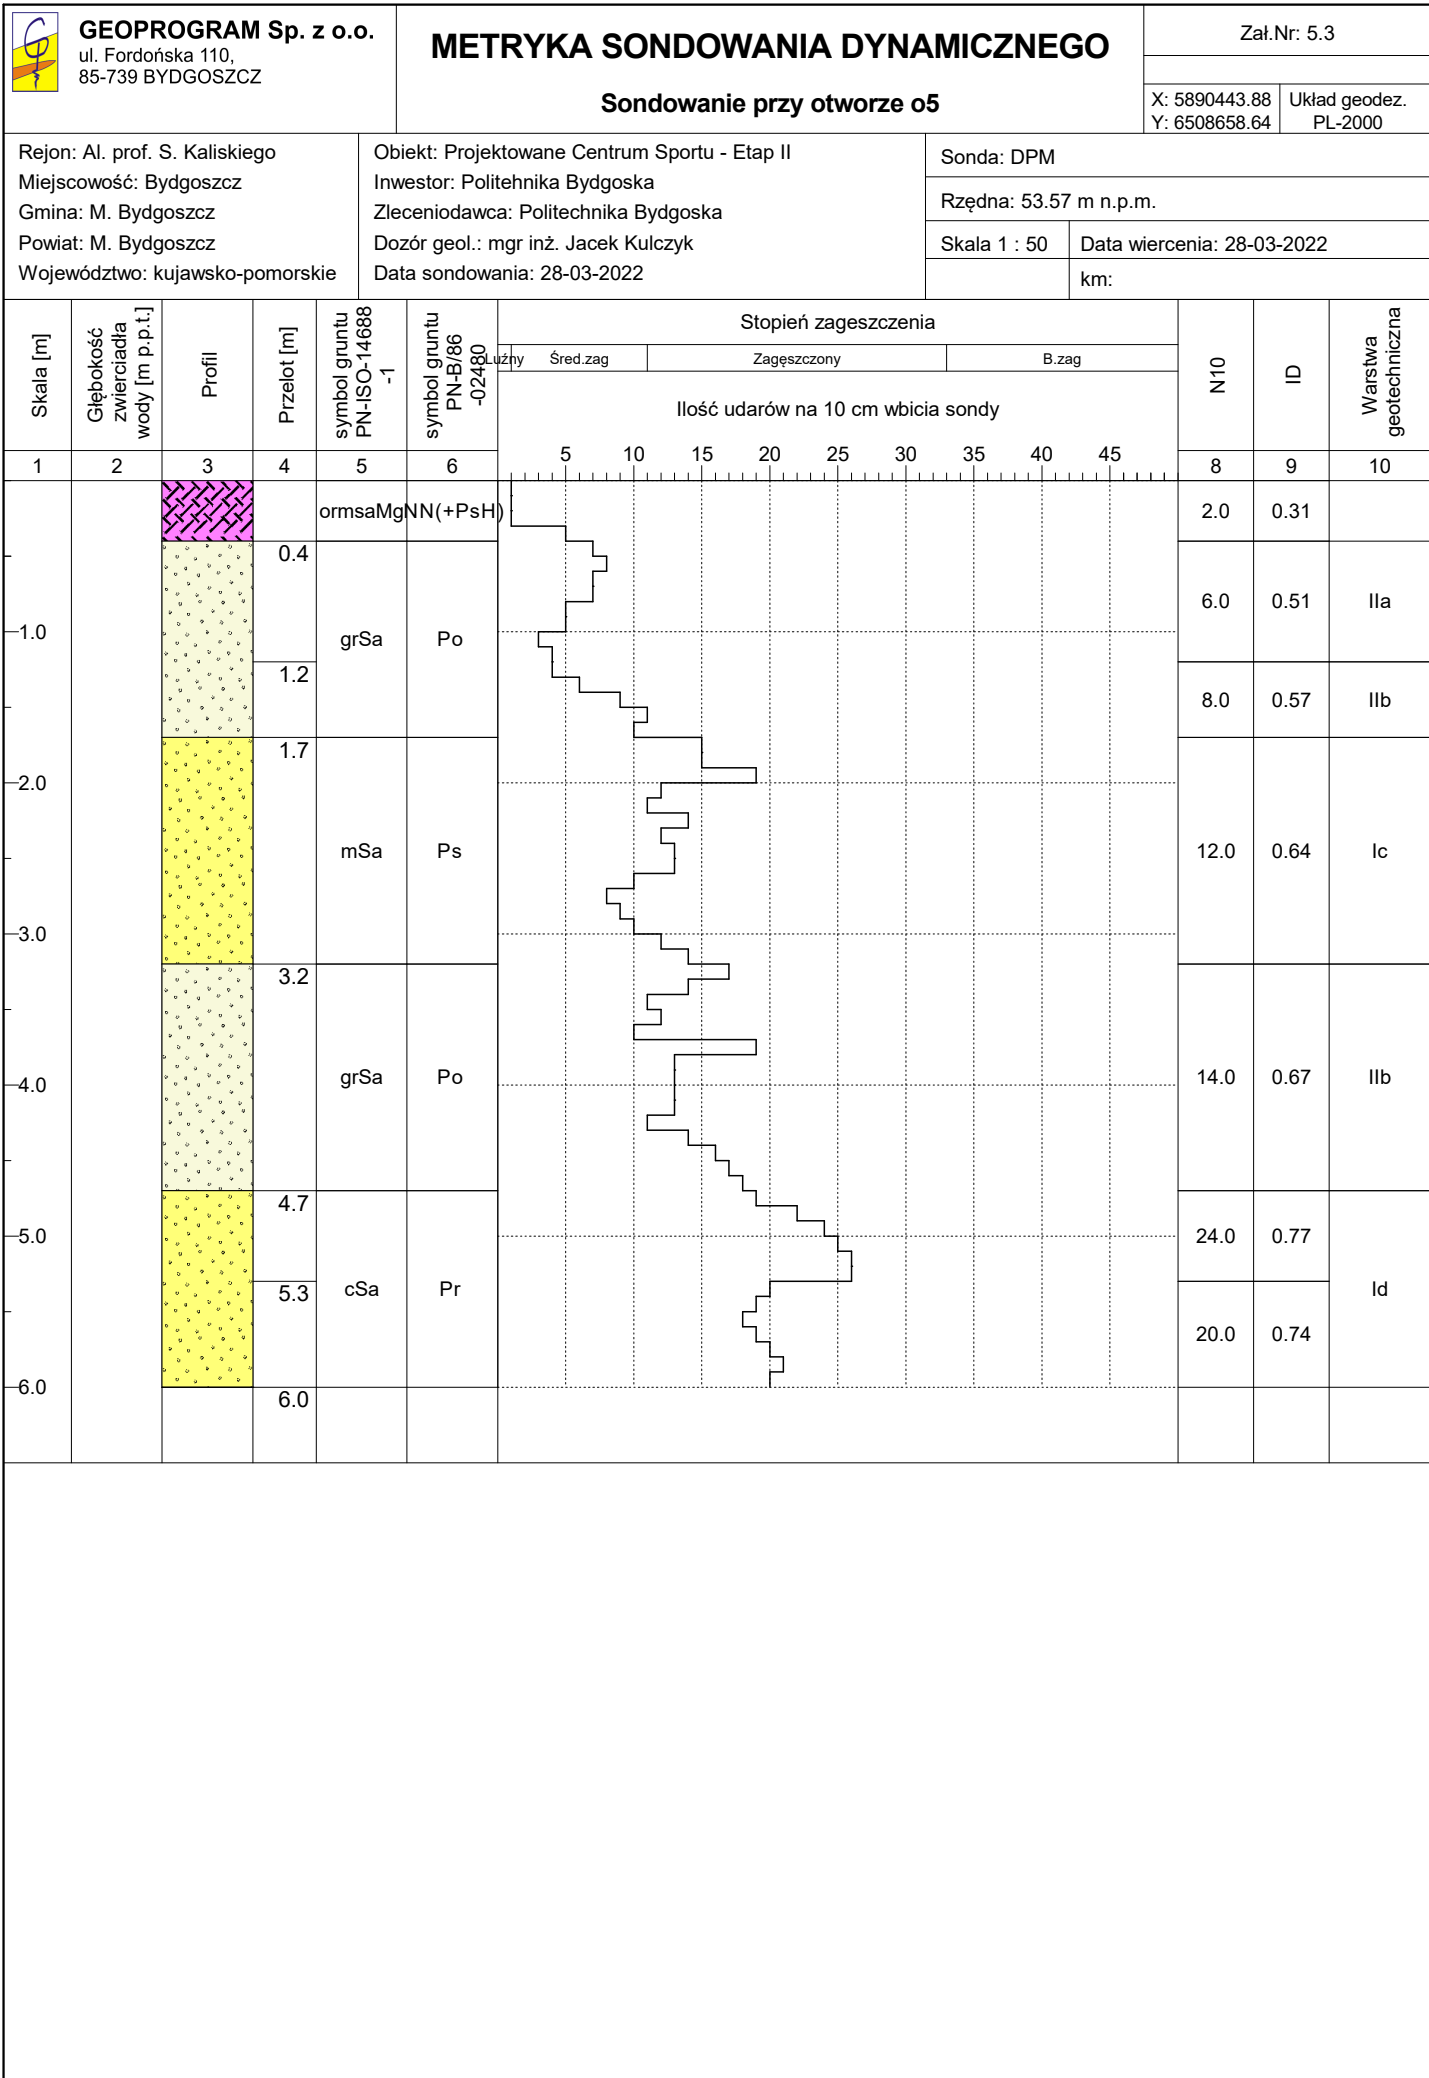 GEOPROGRAM Sp. z o.o.
ul. Fordońska 110,
85-739 BYDGOSZCZ
METRYKA SONDOWANIA DYNAMICZNEGO
Sondowanie przy otworze o5
Zał.Nr: 5.3
X: 5890443.88
Y: 6508658.64
Układ geodez.
PL-2000
Rejon: Al. prof. S. Kaliskiego
Miejscowość: Bydgoszcz
Gmina: M. Bydgoszcz
Powiat: M. Bydgoszcz
Województwo: kujawsko-pomorskie
Obiekt: Projektowane Centrum Sportu - Etap II
Inwestor: Politehnika Bydgoska
Zleceniodawca: Politechnika Bydgoska
Dozór geol.: mgr inż. Jacek Kulczyk
Data sondowania: 28-03-2022
Sonda: DPM
Rzędna: 53.57 m n.p.m.
Skala 1 : 50
Data wiercenia: 28-03-2022
km:
Skala [m]
Głębokość
zwierciadła
wody [m p.p.t.]
Profil
Przelot [m]
symbol gruntu
PN-ISO-14688
-1
symbol gruntu
PN-B/86
-02480
Stopień zagęszczenia
Luźny
Śred.zag
Zagęszczony
B.zag
Ilość udarów na 10 cm wbicia sondy
5 10 15 20 25 30 35 40 45
N10
ID
Warstwa
geotechniczna
1 2 3 4 5 6 8 9 10
ormsaMg NN(+PsH) 2.0 0.31
0.4
grSa Po 6.0 0.51 IIa
1.0
1.2
8.0 0.57 IIb
1.7
2.0
mSa Ps 12.0 0.64 Ic
3.0
3.2
grSa Po 14.0 0.67 IIb
4.0
4.7
5.0
24.0 0.77
5.3
cSa Pr Id
20.0 0.74
6.0
6.0